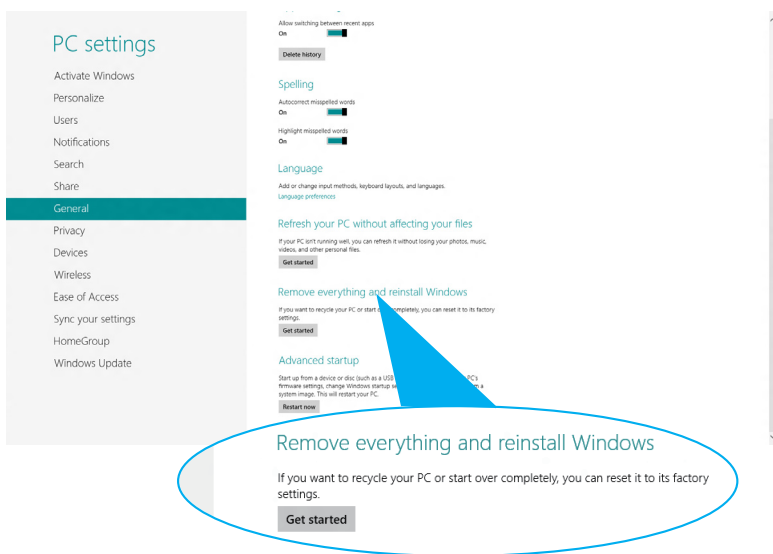 PC settings
Activate Windows
Personalize
Users
Notifications
Search
Share
General
Privacy
Devices
Wireless
Ease of Access
Sync your settings
HomeGroup
Windows Update
Allow switching between recent apps
On
Delete history
Spelling
Autocorrect misspelled words
On
Highlight misspelled words
On
Language
Add or change input methods, keyboard layouts, and languages.
Language preferences
Refresh your PC without affecting your files
If your PC isn't running well, you can refresh it without losing your photos, music,
videos, and other personal files.
Get started
Remove everything and reinstall Windows
If you want to recycle your PC or start completely, you can reset it to its factory
settings.
Get started
Advanced startup
Start up from a device or disc (such as a USB PC's
firmware settings, change Windows startup a
system image. This will restart your PC.
Restart now
Remove everything and reinstall Windows
If you want to recycle your PC or start over completely, you can reset it to its factory
settings.
Get started